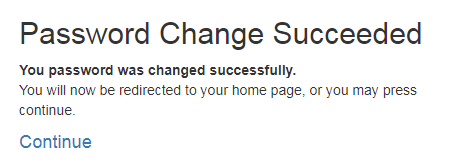 Password Change Succeeded
You password was changed successfully.
You will now be redirected to your home page, or you may press
continue.
Continue